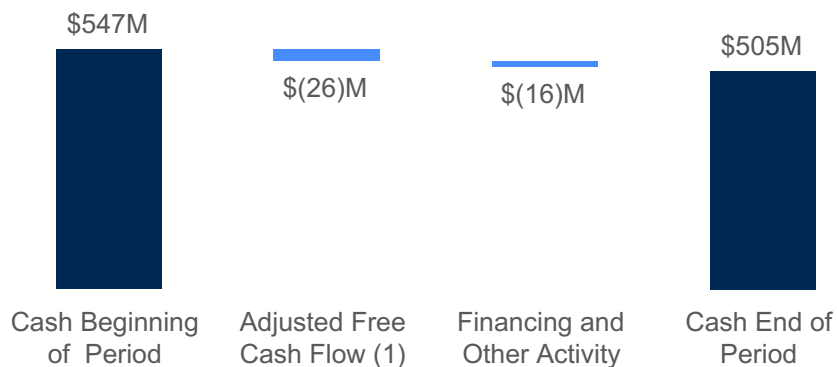 $547M
$(26)M
$(16)M
$505M
Cash Beginning
of Period
Adjusted Free
Cash Flow (1)
Financing and
Other Activity
Cash End of
Period